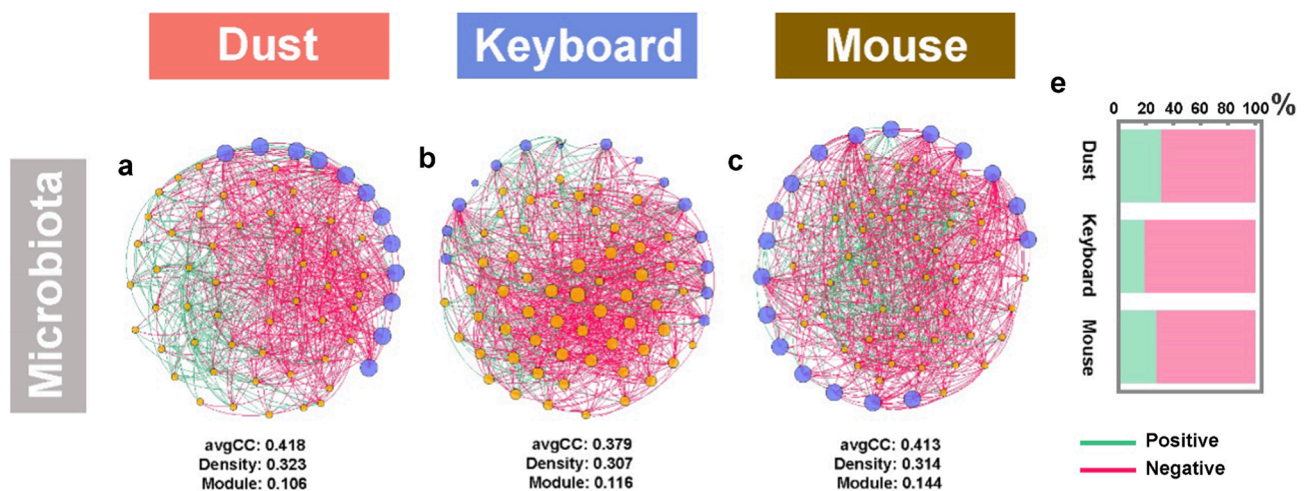 Dust
Keyboard
Mouse
Microbiota
a
b
c
e
0 20 40 60 80 100 %
Dust
Keyboard
Mouse
avgCC: 0.418
Density: 0.323
Module: 0.106
avgCC: 0.379
Density: 0.307
Module: 0.116
avgCC: 0.413
Density: 0.314
Module: 0.144
Positive
Negative